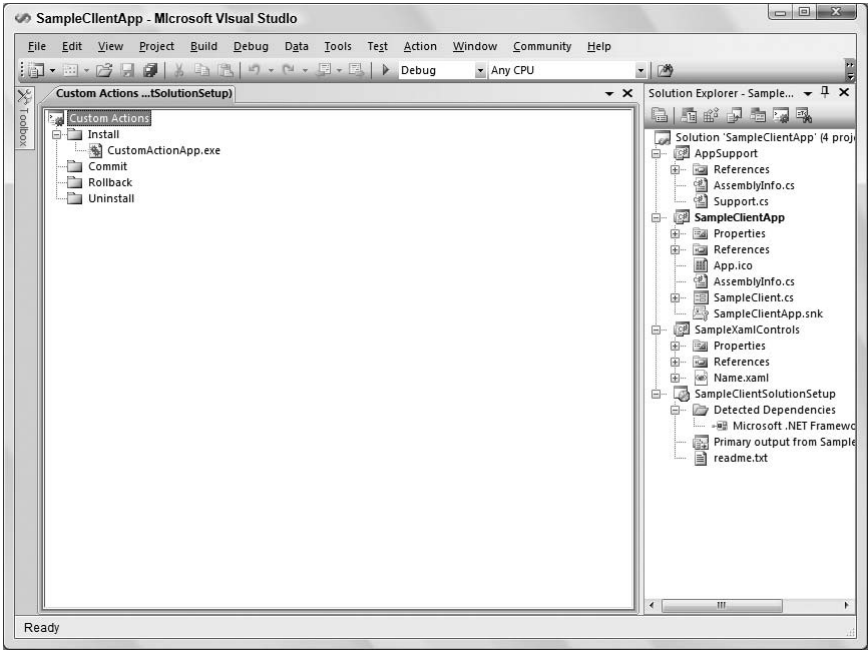 SampleClientApp - Microsoft Visual Studio
File Edit View Project Build Debug Data Tools Test Action Window Community Help
Debug Any CPU
Toolbox
Custom Actions ...tSolutionSetup)
Custom Actions
Install
CustomActionApp.exe
Commit
Rollback
Uninstall
Solution Explorer - Sample...
Solution 'SampleClientApp' (4 proj
AppSupport
References
AssemblyInfo.cs
Support.cs
SampleClientApp
Properties
References
App.ico
AssemblyInfo.cs
SampleClient.cs
SampleClientApp.snk
SampleXamlControls
Properties
References
Name.xaml
SampleClientSolutionSetup
Detected Dependencies
Microsoft .NET Framewo
Primary output from Sample
readme.txt
Ready